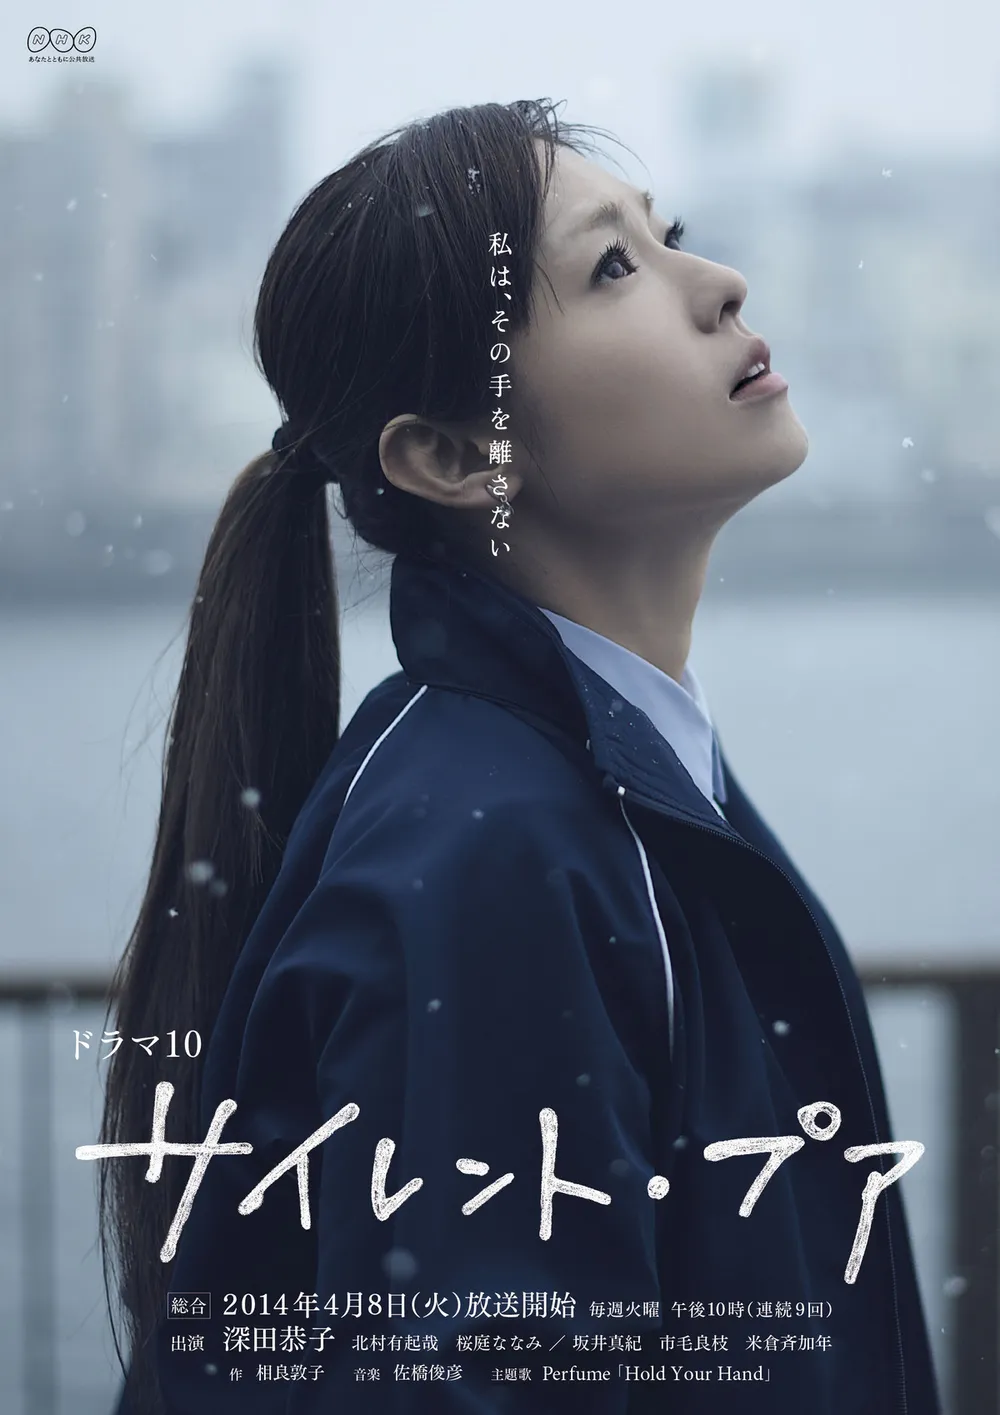 NHK
あなたとともに公共放送
私は、その手を離さない
ドラマ10
サイレント・プア
総合 2014年4月8日(火)放送開始 毎週火曜 午後10時(連続9回)
出演 深田恭子 北村有起哉 桜庭ななみ / 坂井真紀 市毛良枝 米倉斉加年
作 相良敦子 音楽 佐橋俊彦 主題歌 Perfume「Hold Your Hand」